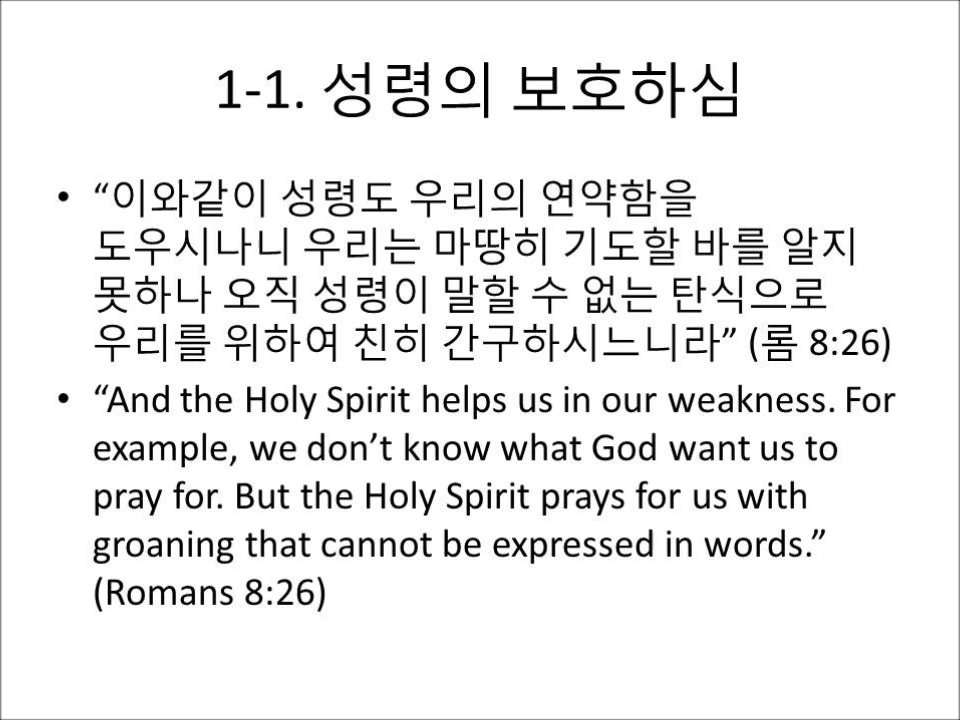 1-1. 성령의 보호하심
• “이와같이 성령도 우리의 연약함을
도우시나니 우리는 마땅히 기도할 바를 알지
못하나 오직 성령이 말할 수 없는 탄식으로
우리를 위하여 친히 간구하시느니라” (롬 8:26)
• “And the Holy Spirit helps us in our weakness. For
example, we don’t know what God want us to
pray for. But the Holy Spirit prays for us with
groaning that cannot be expressed in words.”
(Romans 8:26)